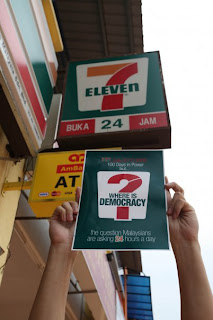 7
ELEVEN
BUKA 24 JAM
AmBa
AT
100 Days in Power
?
WHERE IS
DEMOCRACY
the question Malaysians
are asking 24 hours a day